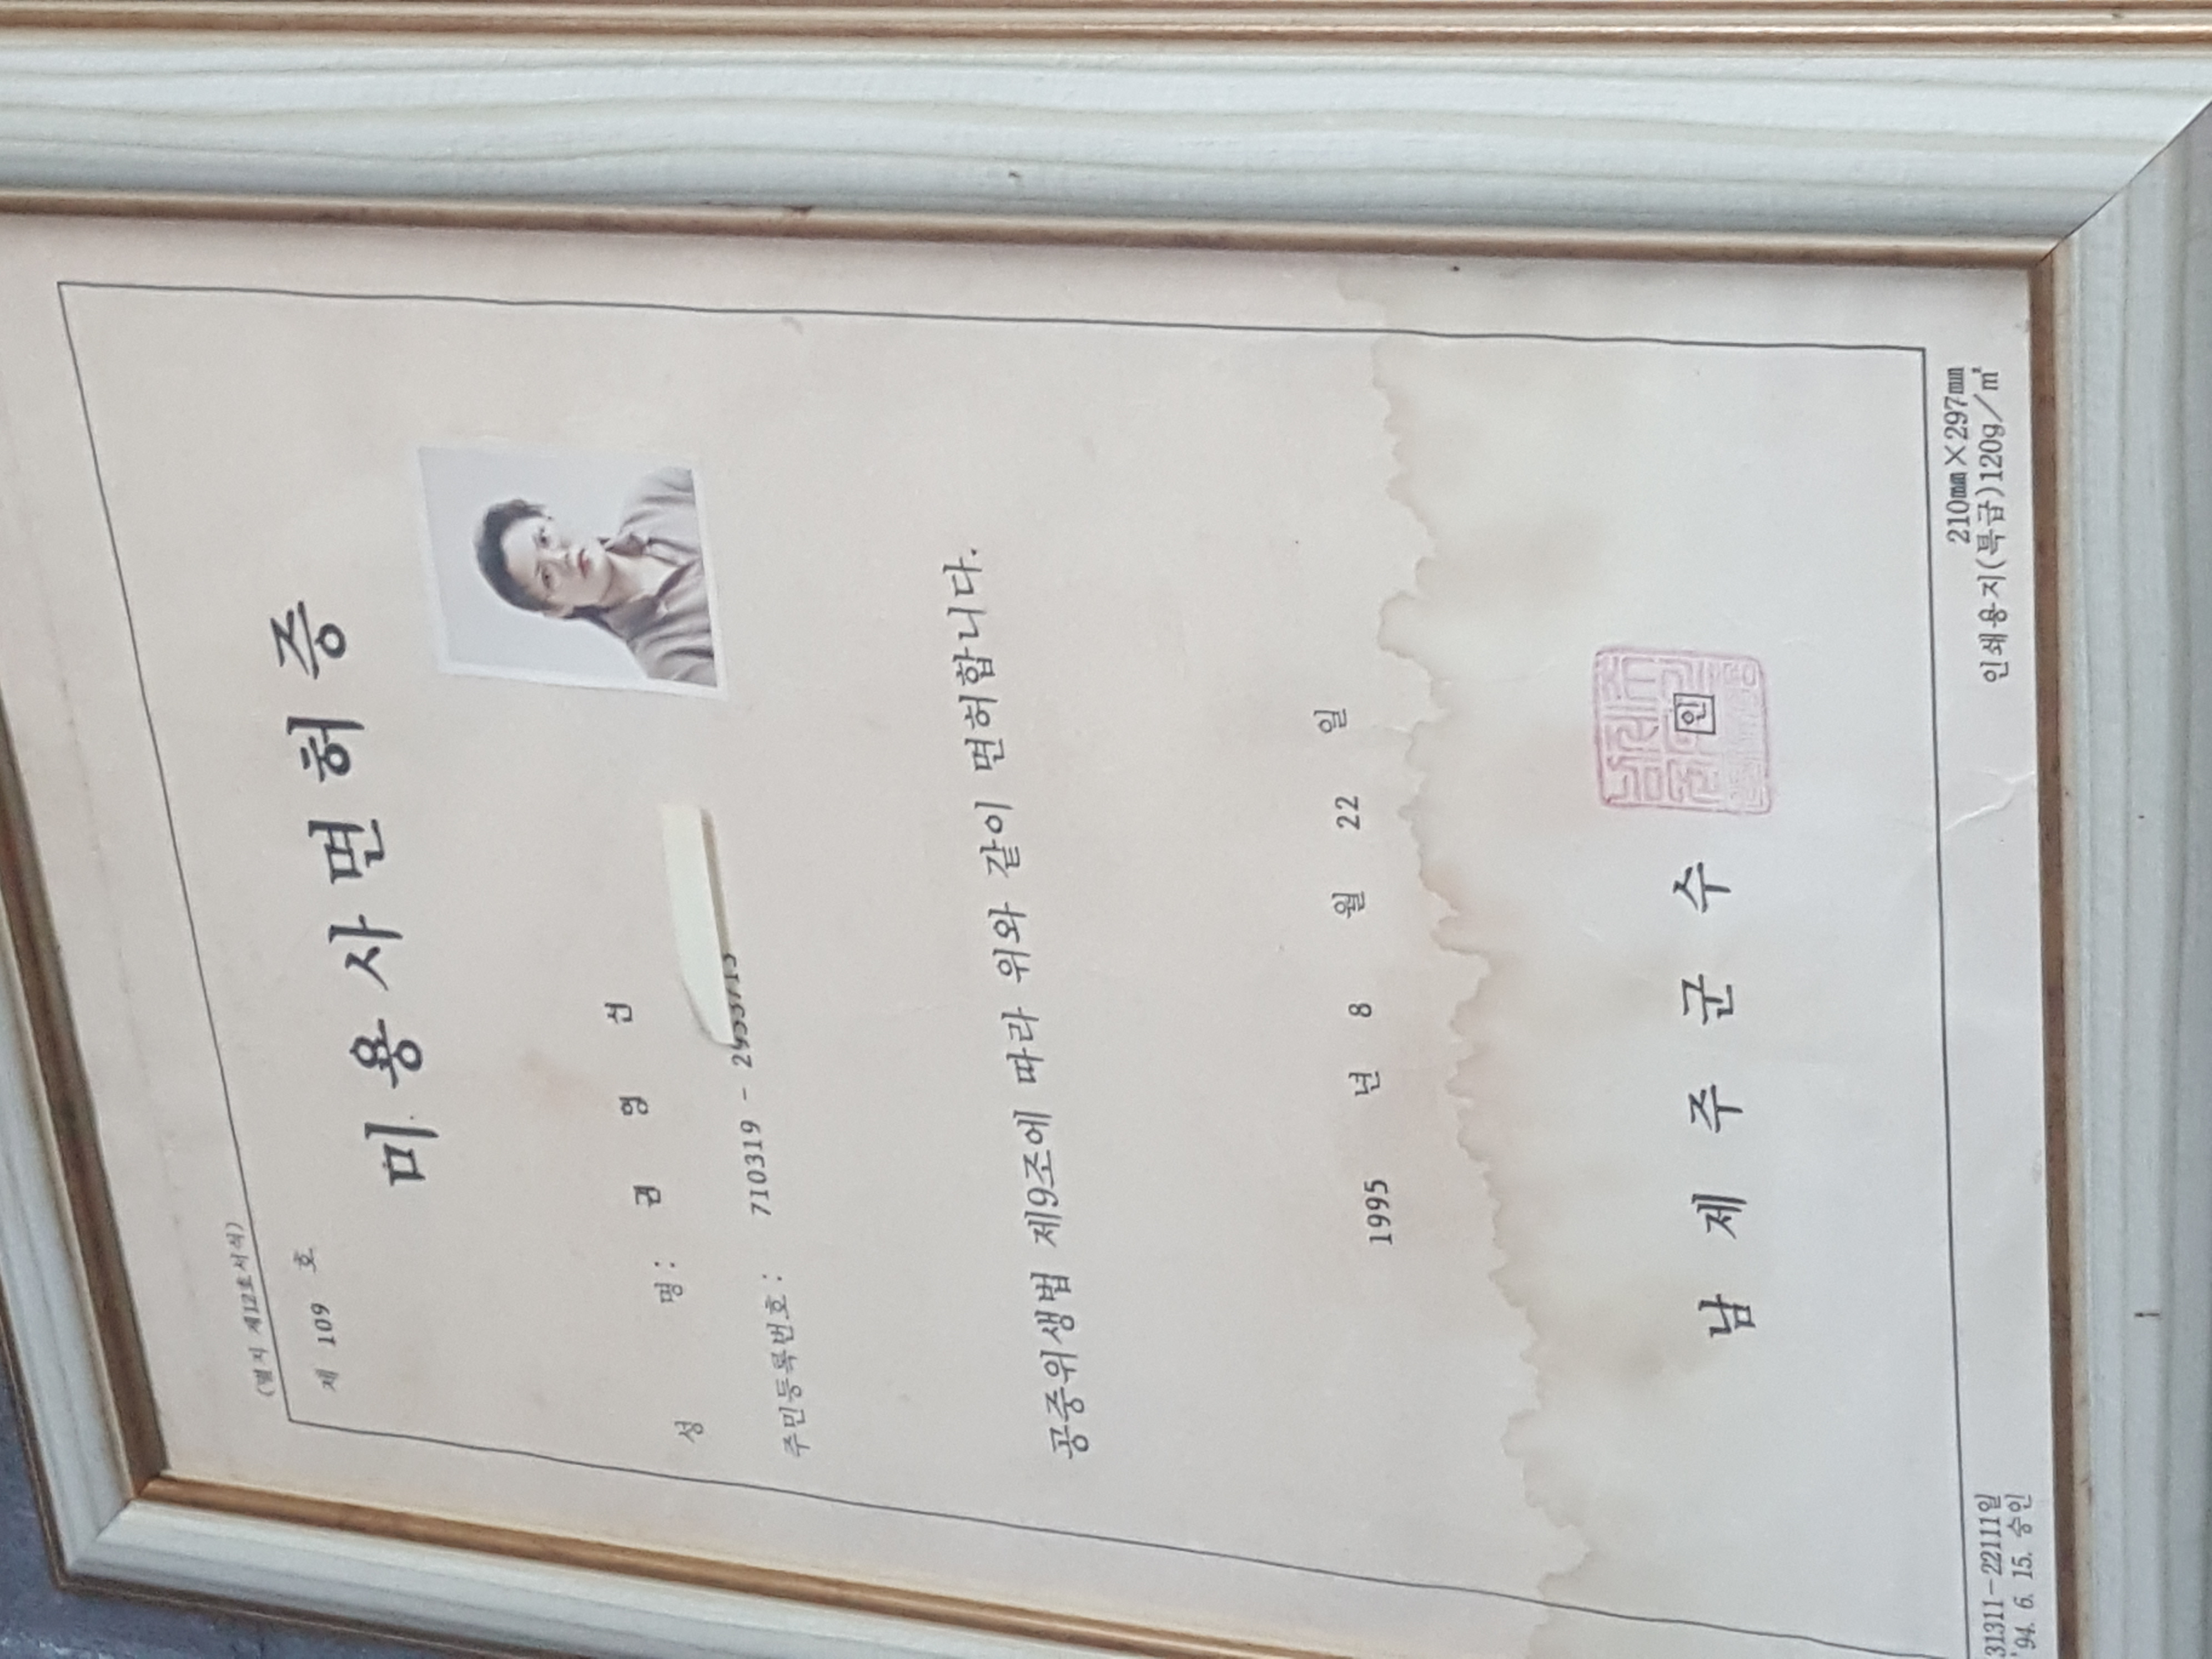 (별지 제12호서식)
제 109 호
미용사면허증
성 명: 권 영 선
주민등록번호: 710319 -
공중위생법 제9조에 따라 위와 같이 면허합니다.
1995 년 8 월 22 일
남제주군수 인
31311-22111일
'94. 6. 15. 승인
210㎜×297㎜
인쇄용지(특급)120g/㎡